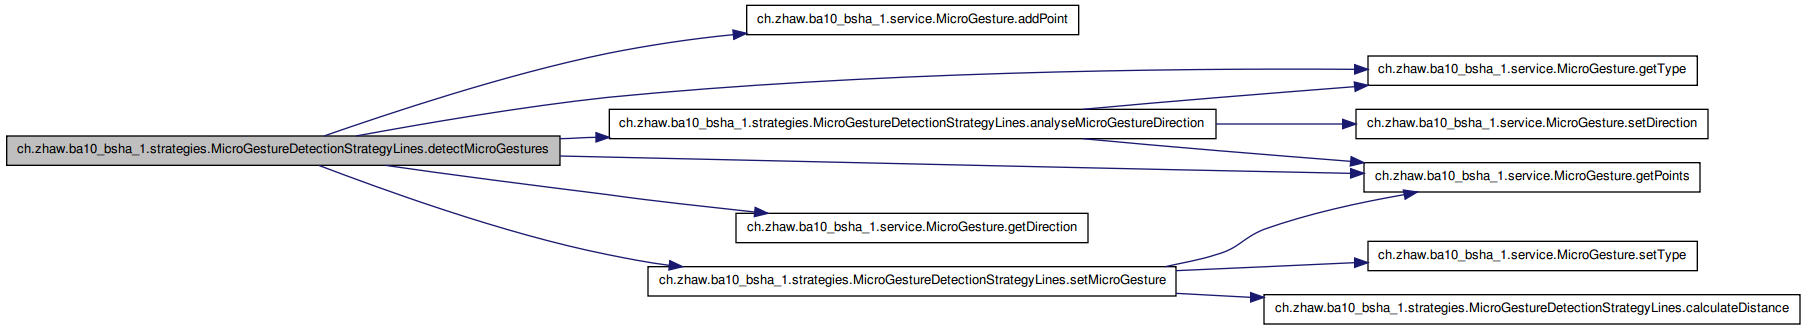 ch.zhaw.ba10_bsha_1.service.MicroGesture.addPoint
ch.zhaw.ba10_bsha_1.service.MicroGesture.getType
ch.zhaw.ba10_bsha_1.strategies.MicroGestureDetectionStrategyLines.analyseMicroGestureDirection
ch.zhaw.ba10_bsha_1.service.MicroGesture.setDirection
ch.zhaw.ba10_bsha_1.strategies.MicroGestureDetectionStrategyLines.detectMicroGestures
ch.zhaw.ba10_bsha_1.service.MicroGesture.getPoints
ch.zhaw.ba10_bsha_1.service.MicroGesture.getDirection
ch.zhaw.ba10_bsha_1.service.MicroGesture.setType
ch.zhaw.ba10_bsha_1.strategies.MicroGestureDetectionStrategyLines.setMicroGesture
ch.zhaw.ba10_bsha_1.strategies.MicroGestureDetectionStrategyLines.calculateDistance